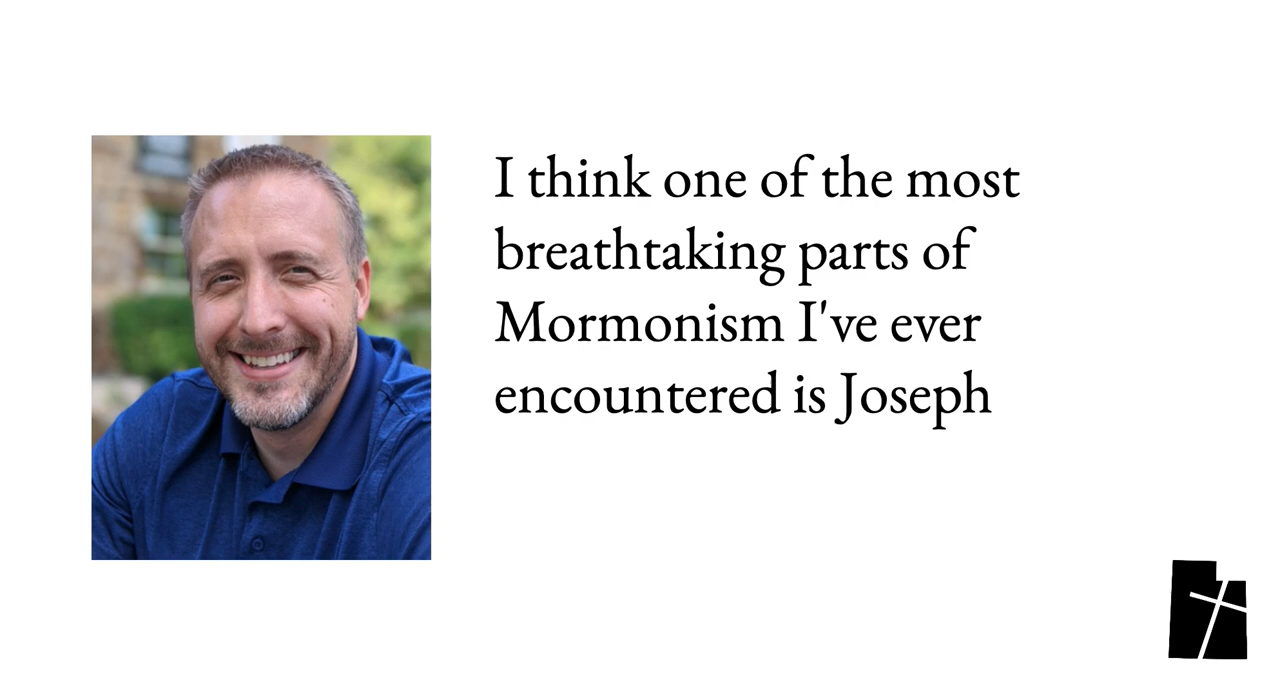 I think one of the most
breathtaking parts of
Mormonism I've ever
encountered is Joseph